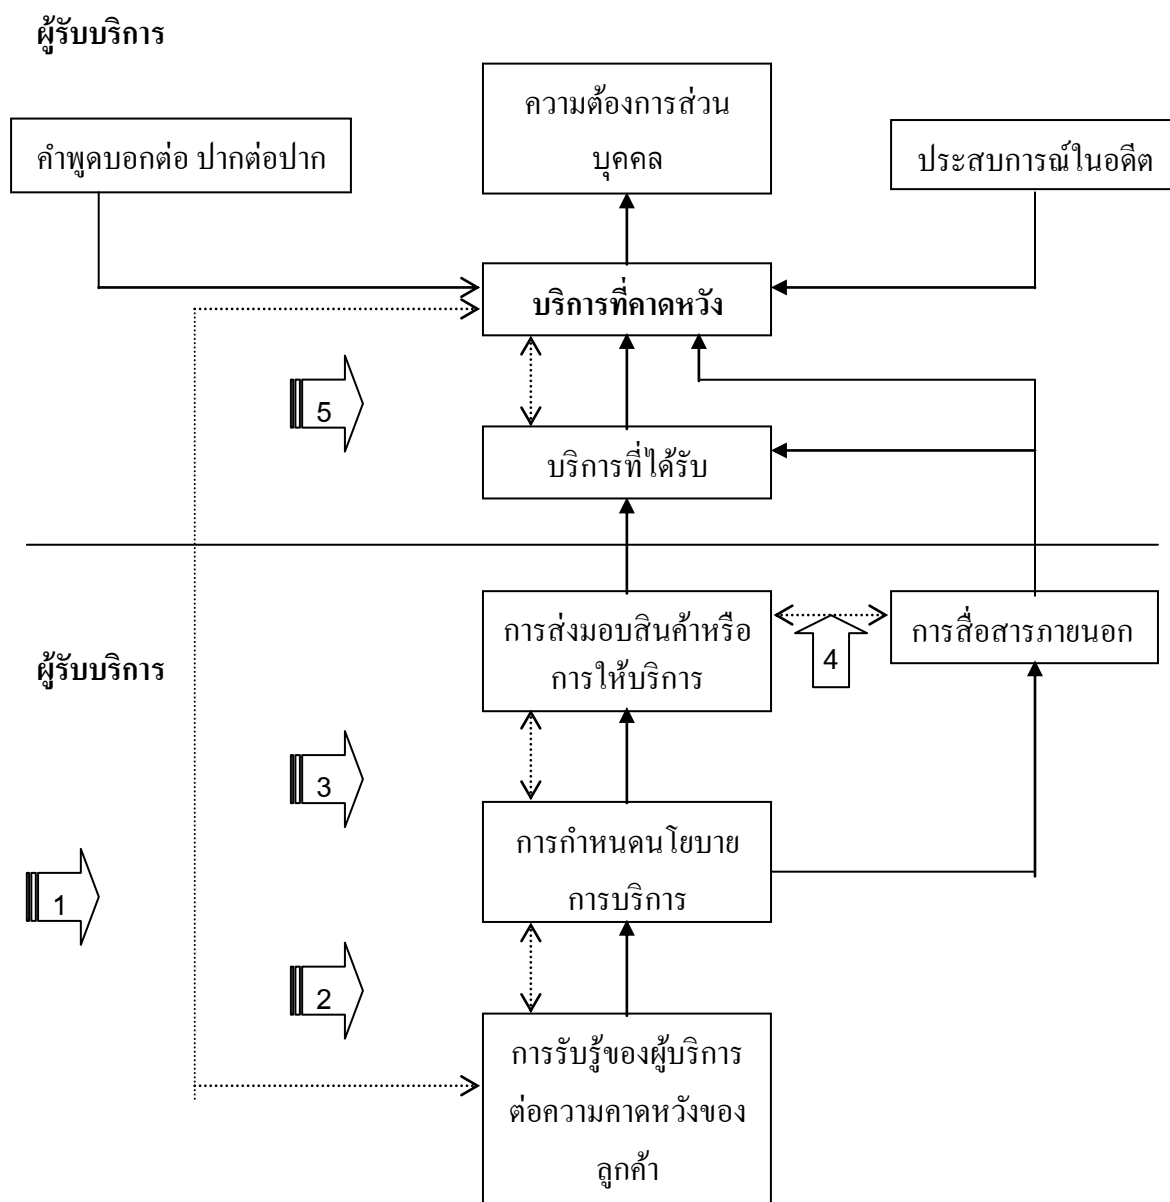 ผู้รับบริการ
ความต้องการส่วน
บุคคล
คำพูดบอกต่อ ปากต่อปาก
ประสบการณ์ในอดีต
บริการที่คาดหวัง
5
บริการที่ได้รับ
การส่งมอบสินค้าหรือ
การให้บริการ
การสื่อสารภายนอก
4
ผู้รับบริการ
3
การกำหนดนโยบาย
การบริการ
1
2
การรับรู้ของผู้บริการ
ต่อความคาดหวังของ
ลูกค้า